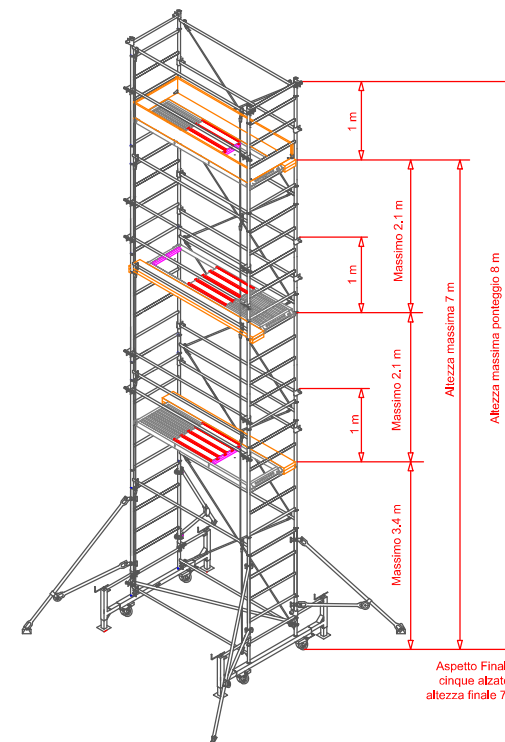 1 m
Massimo 2.1 m
1 m
Altezza massima 7 m
Altezza massima ponteggio 8 m
Massimo 2.1 m
1 m
Massimo 3.4 m
Aspetto Final
cinque alzat
altezza finale 7